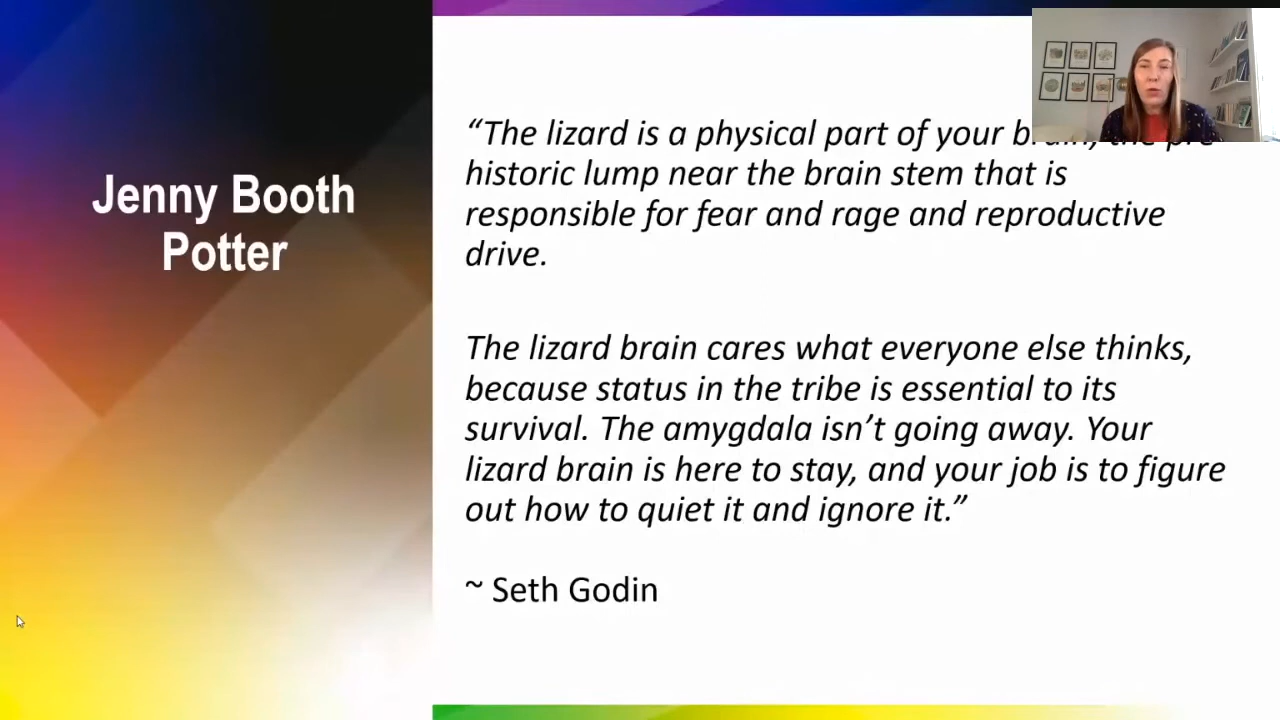 Jenny Booth
Potter
“The lizard is a physical part of your
historic lump near the brain stem that is
responsible for fear and rage and reproductive
drive.
The lizard brain cares what everyone else thinks,
because status in the tribe is essential to its
survival. The amygdala isn’t going away. Your
lizard brain is here to stay, and your job is to figure
out how to quiet it and ignore it.”
~ Seth Godin